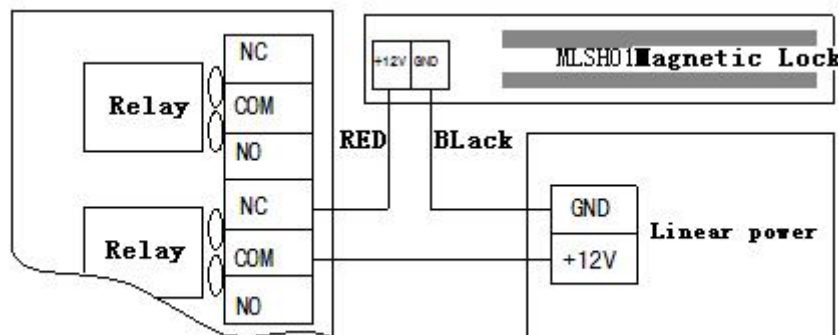 NC
Relay
COM
NO
NC
Relay
COM
NO
+12V GND
MLSH01Magnetic Lock
RED
BLack
GND
+12V
Linear power